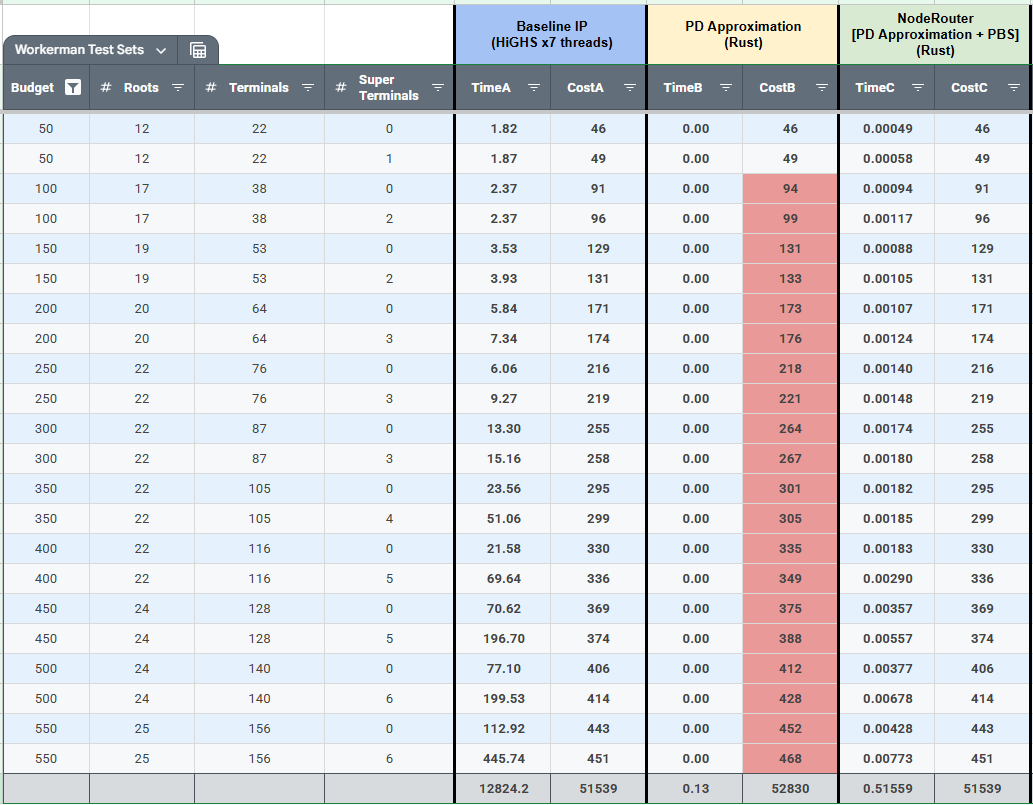 Baseline IP
(HiGHS x7 threads)
PD Approximation
(Rust)
NodeRouter
[PD Approximation + PBS]
(Rust)
Workerman Test Sets
Budget # Roots # Terminals # Super Terminals TimeA CostA TimeB CostB TimeC CostC
50 12 22 0 1.82 46 0.00 46 0.00049 46
50 12 22 1 1.87 49 0.00 49 0.00058 49
100 17 38 0 2.37 91 0.00 94 0.00094 91
100 17 38 2 2.37 96 0.00 99 0.00117 96
150 19 53 0 3.53 129 0.00 131 0.00088 129
150 19 53 2 3.93 131 0.00 133 0.00105 131
200 20 64 0 5.84 171 0.00 173 0.00107 171
200 20 64 3 7.34 174 0.00 176 0.00124 174
250 22 76 0 6.06 216 0.00 218 0.00140 216
250 22 76 3 9.27 219 0.00 221 0.00148 219
300 22 87 0 13.30 255 0.00 264 0.00174 255
300 22 87 3 15.16 258 0.00 267 0.00180 258
350 22 105 0 23.56 295 0.00 301 0.00182 295
350 22 105 4 51.06 299 0.00 305 0.00185 299
400 22 116 0 21.58 330 0.00 335 0.00183 330
400 22 116 5 69.64 336 0.00 349 0.00290 336
450 24 128 0 70.62 369 0.00 375 0.00357 369
450 24 128 5 196.70 374 0.00 388 0.00557 374
500 24 140 0 77.10 406 0.00 412 0.00377 406
500 24 140 6 199.53 414 0.00 428 0.00678 414
550 25 156 0 112.92 443 0.00 452 0.00428 443
550 25 156 6 445.74 451 0.00 468 0.00773 451
12824.2 51539 0.13 52830 0.51559 51539